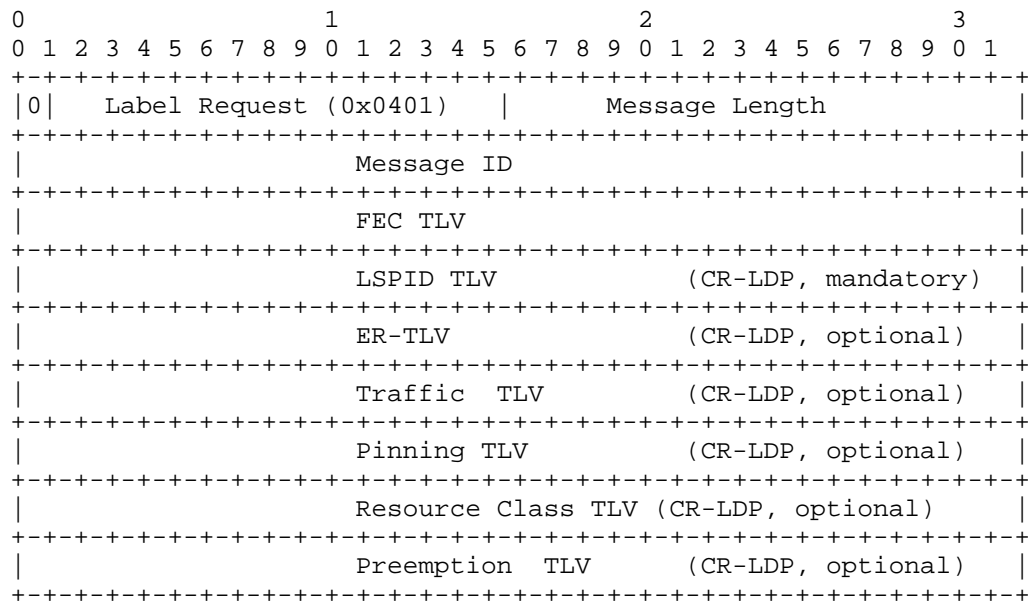 0                   1                   2                   3
0 1 2 3 4 5 6 7 8 9 0 1 2 3 4 5 6 7 8 9 0 1 2 3 4 5 6 7 8 9 0 1
+-+-+-+-+-+-+-+-+-+-+-+-+-+-+-+-+-+-+-+-+-+-+-+-+-+-+-+-+-+-+-+-+
|0|   Label Request (0x0401)   |      Message Length            |
+-+-+-+-+-+-+-+-+-+-+-+-+-+-+-+-+-+-+-+-+-+-+-+-+-+-+-+-+-+-+-+-+
|                     Message ID                                |
+-+-+-+-+-+-+-+-+-+-+-+-+-+-+-+-+-+-+-+-+-+-+-+-+-+-+-+-+-+-+-+-+
|                     FEC TLV                                   |
+-+-+-+-+-+-+-+-+-+-+-+-+-+-+-+-+-+-+-+-+-+-+-+-+-+-+-+-+-+-+-+-+
|                     LSPID TLV            (CR-LDP, mandatory)  |
+-+-+-+-+-+-+-+-+-+-+-+-+-+-+-+-+-+-+-+-+-+-+-+-+-+-+-+-+-+-+-+-+
|                     ER-TLV               (CR-LDP, optional)   |
+-+-+-+-+-+-+-+-+-+-+-+-+-+-+-+-+-+-+-+-+-+-+-+-+-+-+-+-+-+-+-+-+
|                     Traffic  TLV         (CR-LDP, optional)   |
+-+-+-+-+-+-+-+-+-+-+-+-+-+-+-+-+-+-+-+-+-+-+-+-+-+-+-+-+-+-+-+-+
|                     Pinning TLV          (CR-LDP, optional)   |
+-+-+-+-+-+-+-+-+-+-+-+-+-+-+-+-+-+-+-+-+-+-+-+-+-+-+-+-+-+-+-+-+
|                     Resource Class TLV (CR-LDP, optional)     |
+-+-+-+-+-+-+-+-+-+-+-+-+-+-+-+-+-+-+-+-+-+-+-+-+-+-+-+-+-+-+-+-+
|                     Preemption  TLV      (CR-LDP, optional)   |
+-+-+-+-+-+-+-+-+-+-+-+-+-+-+-+-+-+-+-+-+-+-+-+-+-+-+-+-+-+-+-+-+